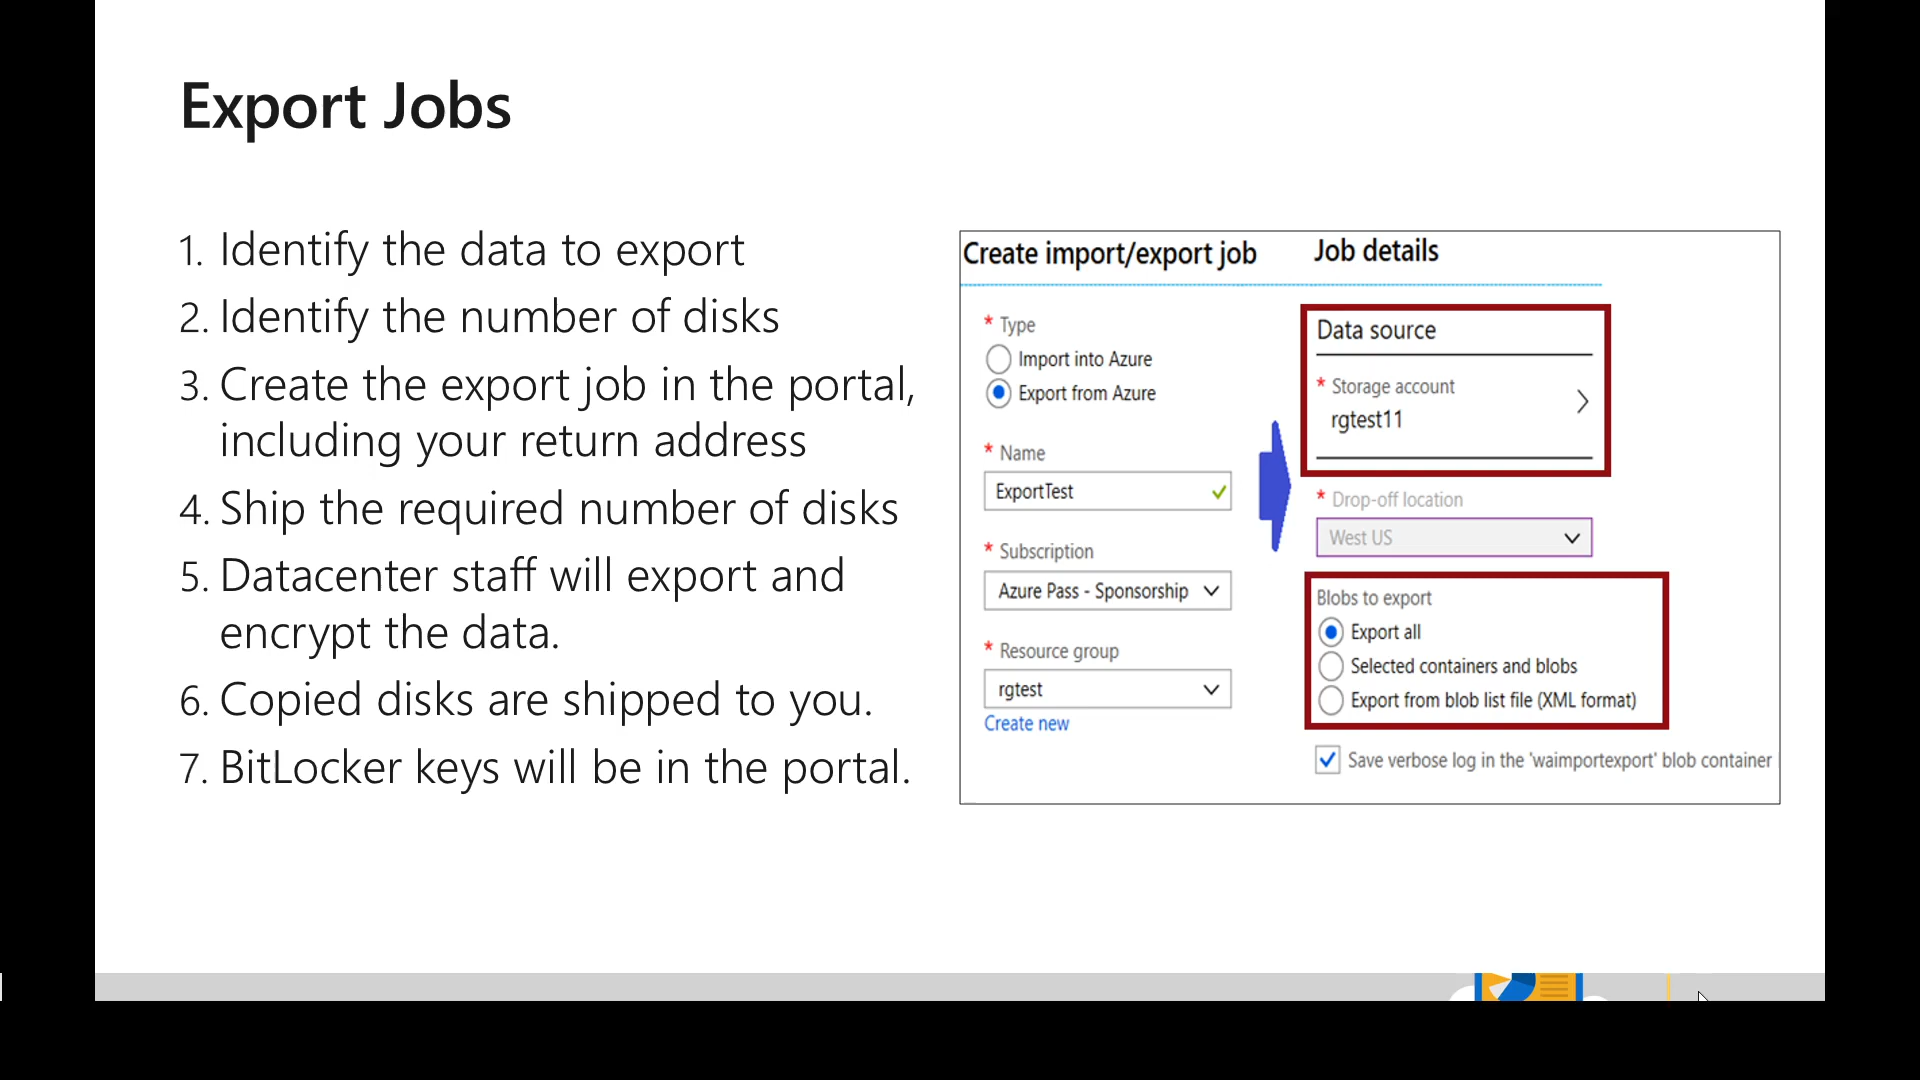 Export Jobs
1. Identify the data to export
2. Identify the number of disks
3. Create the export job in the portal,
including your return address
4. Ship the required number of disks
5. Datacenter staff will export and
encrypt the data.
6. Copied disks are shipped to you.
7. BitLocker keys will be in the portal.
Create import/export job
* Type
Import into Azure
Export from Azure
* Name
ExportTest
* Subscription
Azure Pass - Sponsorship
* Resource group
rgtest
Create new
Job details
Data source
* Storage account
rgtest11
* Drop-off location
West US
Blobs to export
Export all
Selected containers and blobs
Export from blob list file (XML format)
Save verbose log in the 'waimportexport' blob container